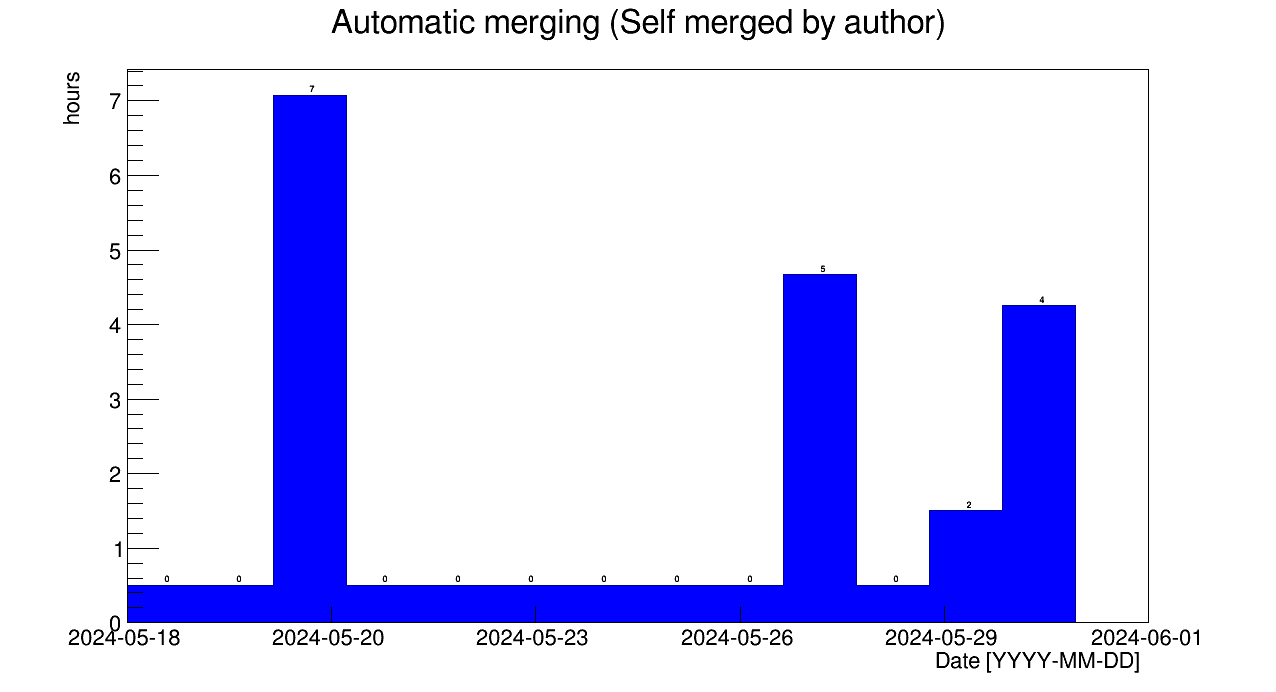 Automatic merging (Self merged by author)
hours
7
6
5
4
3
2
1
0
0 0 7 0 0 0 0 0 0 5 0 2 4
2024-05-18 2024-05-20 2024-05-23 2024-05-26 2024-05-29 2024-06-01
Date [YYYY-MM-DD]